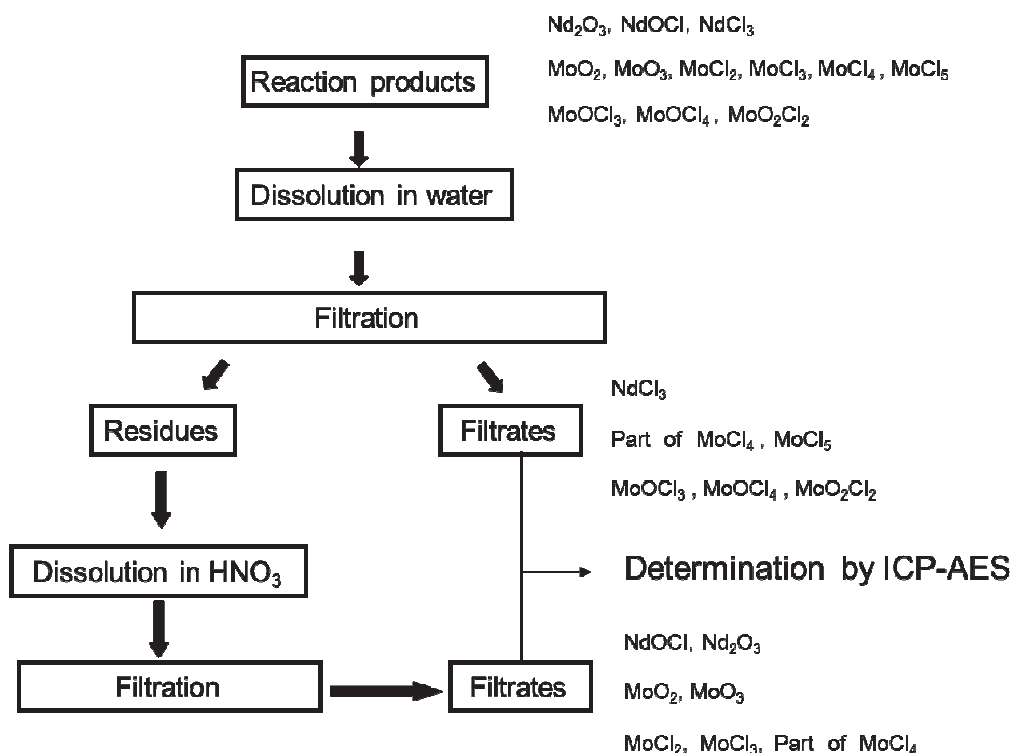 Nd₂O₃, NdOCl, NdCl₃
MoO₂, MoO₃, MoCl₂, MoCl₃, MoCl₄, MoCl₅
Reaction products
MoOCl₃, MoOCl₄, MoO₂Cl₂
Dissolution in water
Filtration
NdCl₃
Residues
Filtrates
Part of MoCl₄, MoCl₅
MoOCl₃, MoOCl₄, MoO₂Cl₂
Dissolution in HNO₃
Determination by ICP-AES
NdOCl, Nd₂O₃
Filtration
Filtrates
MoO₂, MoO₃
MoCl₂, MoCl₃, Part of MoCl₄